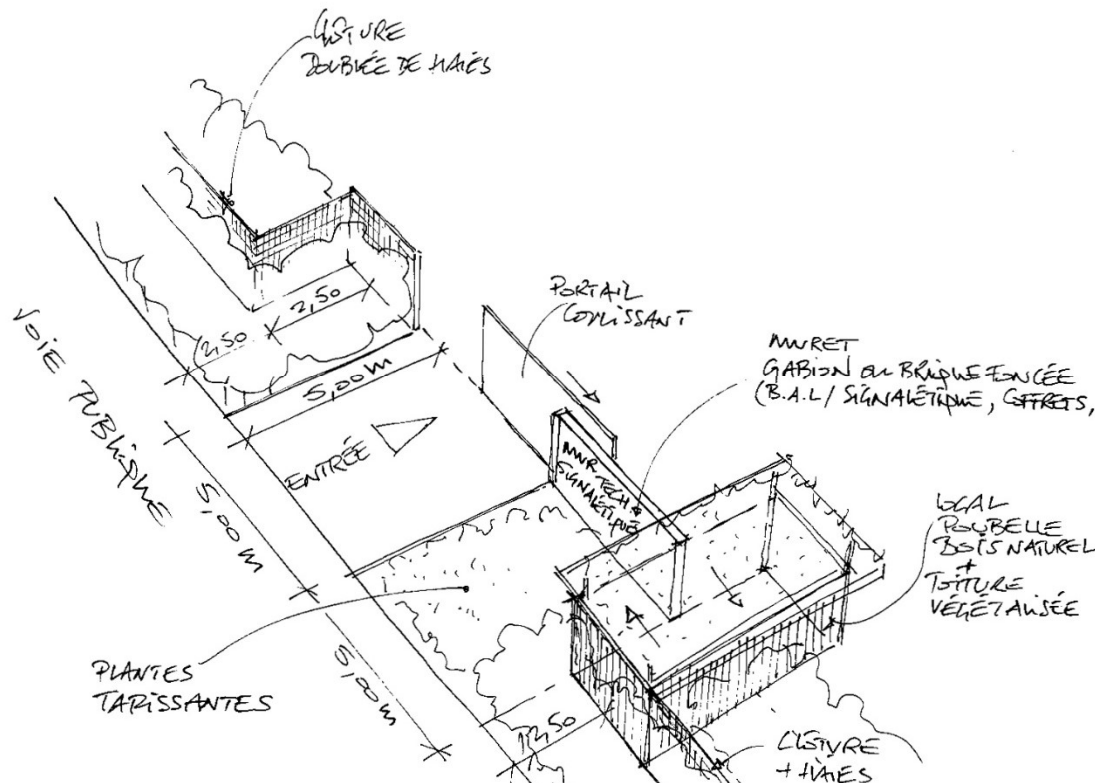 CLÔTURE
DOUBLÉE DE HAIES
PORTAIL
COULISSANT
MURET
GABION OU BRIQUE FONCÉE
(B.A.L/ SIGNALÉTIQUE, COFFRETS,
2,50
2,50
5,00m
VOIE PUBLIQUE
ENTRÉE
MUR TECH +
SIGNALÉTIQUE
LOCAL
POUBELLE
BOIS NATUREL
+
TOITURE
VÉGÉTALISÉE
5,00m
PLANTES
TAPISSANTES
5,00m
2,50
CLÔTURE
+ HAIES